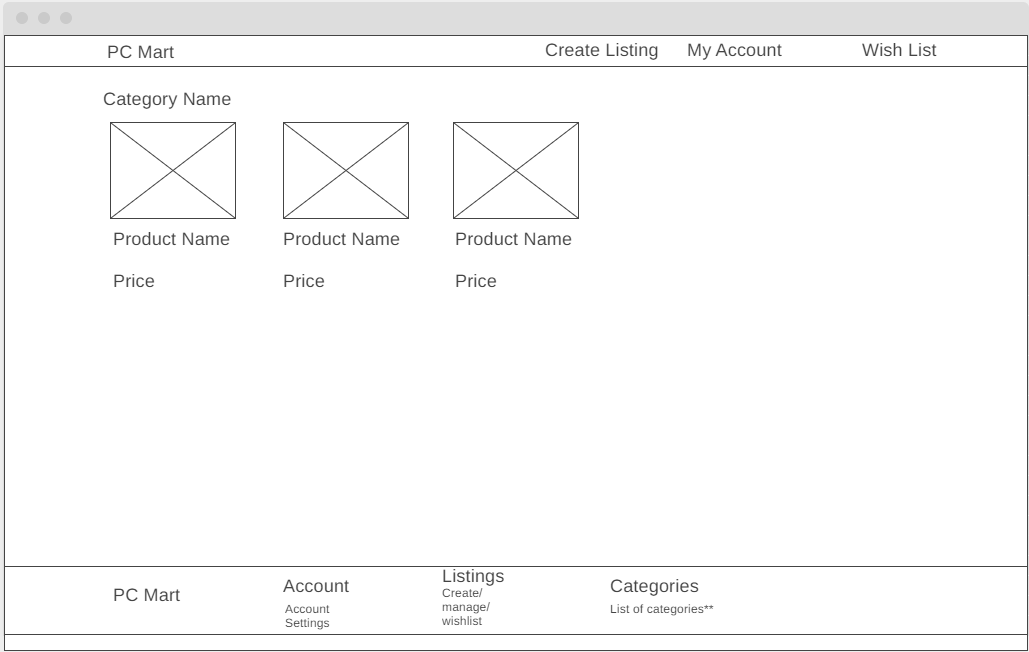 PC Mart
Create Listing
My Account
Wish List
Category Name
Product Name
Product Name
Product Name
Price
Price
Price
PC Mart
Account
Account
Settings
Listings
Create/
manage/
wishlist
Categories
List of categories**